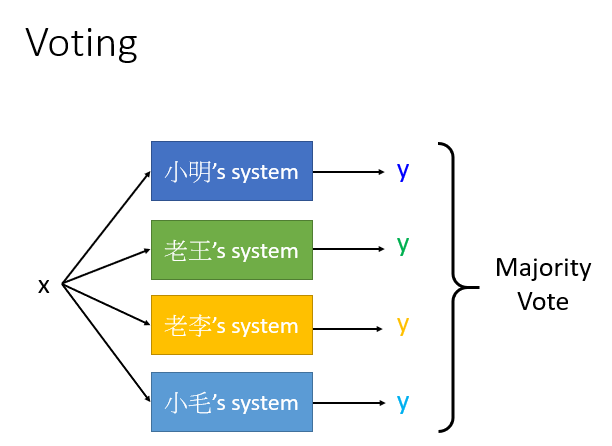 Voting
x
小明's system
y
老王's system
y
老李's system
y
小毛's system
y
Majority
Vote